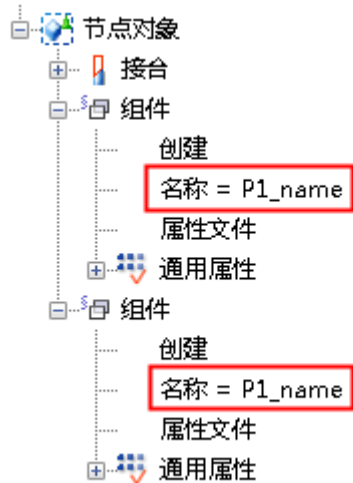 节点对象
接合
组件
创建
名称 = P1_name
属性文件
通用属性
组件
创建
名称 = P1_name
属性文件
通用属性